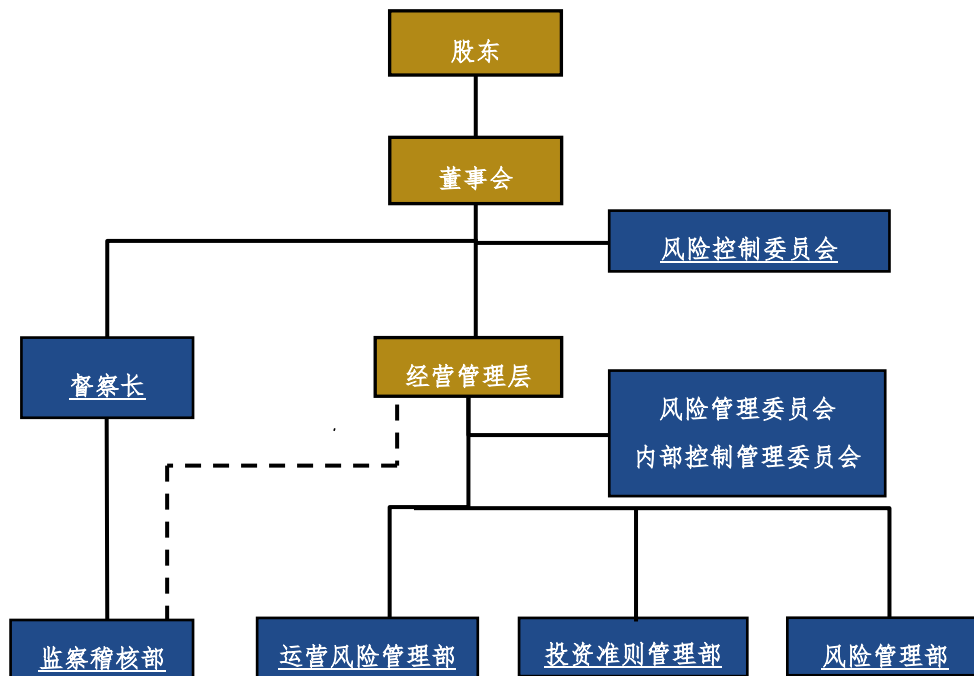 股东
董事会
风险控制委员会
督察长
经营管理层
风险管理委员会
内部控制管理委员会
监察稽核部
运营风险管理部
投资准则管理部
风险管理部